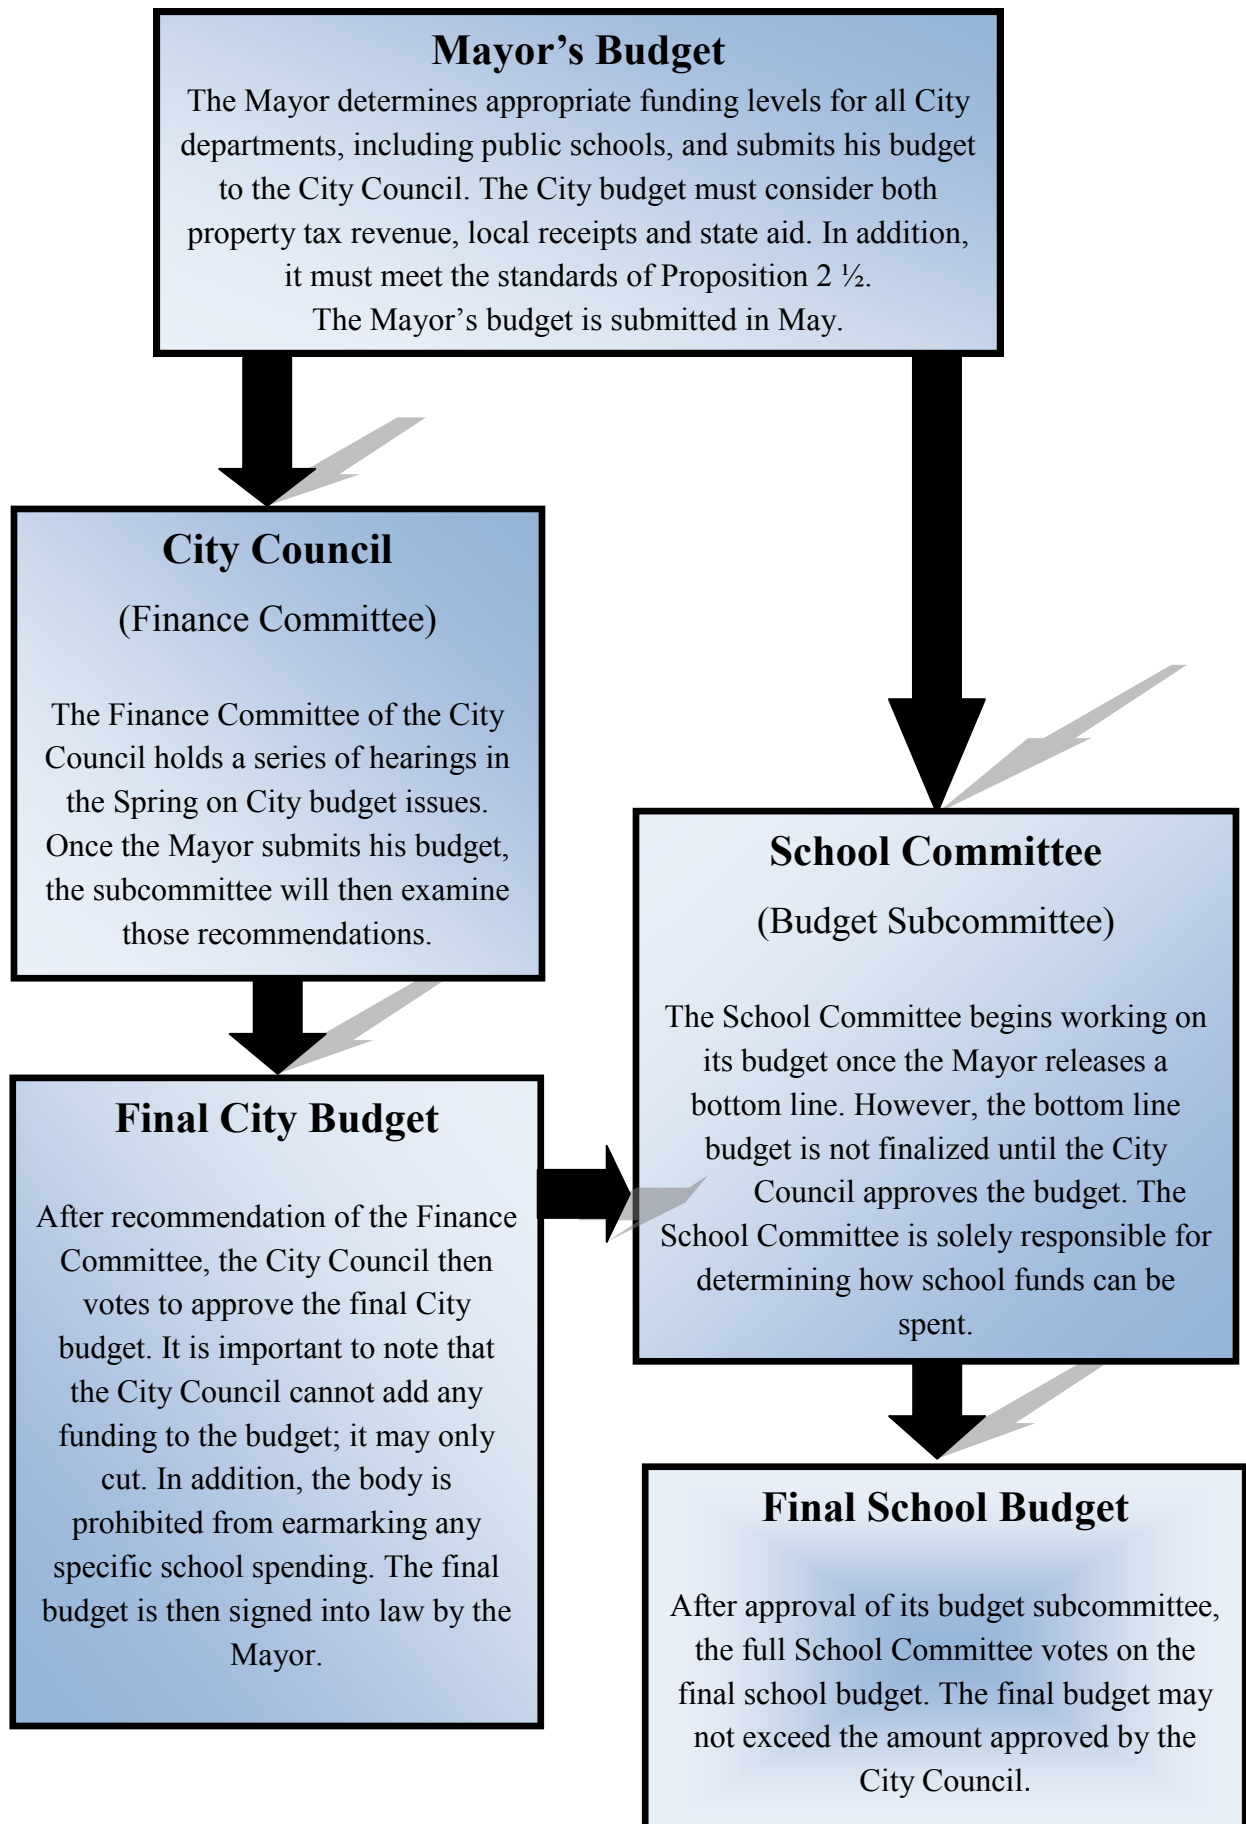 Mayor’s Budget
The Mayor determines appropriate funding levels for all City
departments, including public schools, and submits his budget
to the City Council. The City budget must consider both
property tax revenue, local receipts and state aid. In addition,
it must meet the standards of Proposition 2 ½.
The Mayor’s budget is submitted in May.
City Council
(Finance Committee)
The Finance Committee of the City
Council holds a series of hearings in
the Spring on City budget issues.
Once the Mayor submits his budget,
the subcommittee will then examine
those recommendations.
Final City Budget
After recommendation of the Finance
Committee, the City Council then
votes to approve the final City
budget. It is important to note that
the City Council cannot add any
funding to the budget; it may only
cut. In addition, the body is
prohibited from earmarking any
specific school spending. The final
budget is then signed into law by the
Mayor.
School Committee
(Budget Subcommittee)
The School Committee begins working on
its budget once the Mayor releases a
bottom line. However, the bottom line
budget is not finalized until the City
Council approves the budget. The
School Committee is solely responsible for
determining how school funds can be
spent.
Final School Budget
After approval of its budget subcommittee,
the full School Committee votes on the
final school budget. The final budget may
not exceed the amount approved by the
City Council.